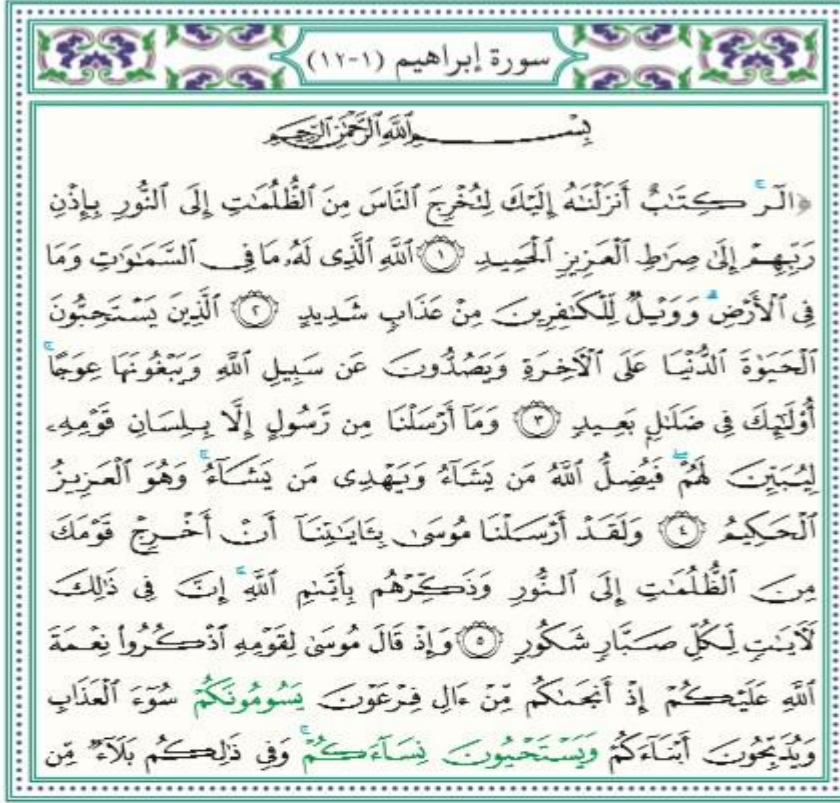 سورة إبراهيم (١-١٢)
بِسْمِ اللَّهِ الرَّحْمَٰنِ الرَّحِيمِ
﴿الٓرۚ كِتَٰبٌ أَنزَلْنَٰهُ إِلَيْكَ لِتُخْرِجَ ٱلنَّاسَ مِنَ ٱلظُّلُمَٰتِ إِلَى ٱلنُّورِ بِإِذْنِ
رَبِّهِمْ إِلَىٰ صِرَٰطِ ٱلْعَزِيزِ ٱلْحَمِيدِ ١ ٱللَّهِ ٱلَّذِى لَهُۥ مَا فِى ٱلسَّمَٰوَٰتِ وَمَا
فِى ٱلْأَرْضِۗ وَوَيْلٌ لِّلْكَٰفِرِينَ مِنْ عَذَابٍ شَدِيدٍ ٢ ٱلَّذِينَ يَسْتَحِبُّونَ
ٱلْحَيَوٰةَ ٱلدُّنْيَا عَلَى ٱلْأَخِرَةِ وَيَصُدُّونَ عَن سَبِيلِ ٱللَّهِ وَيَبْغُونَهَا عِوَجًاۚ
أُو۟لَٰٓئِكَ فِى ضَلَٰلٍ بَعِيدٍ ٣ وَمَآ أَرْسَلْنَا مِن رَّسُولٍ إِلَّا بِلِسَانِ قَوْمِهِۦ
لِيُبَيِّنَ لَهُمْۖ فَيُضِلُّ ٱللَّهُ مَن يَشَآءُ وَيَهْدِى مَن يَشَآءُۚ وَهُوَ ٱلْعَزِيزُ
ٱلْحَكِيمُ ٤ وَلَقَدْ أَرْسَلْنَا مُوسَىٰ بِـَٔايَٰتِنَآ أَنْ أَخْرِجْ قَوْمَكَ
مِنَ ٱلظُّلُمَٰتِ إِلَى ٱلنُّورِ وَذَكِّرْهُم بِأَيَّىٰمِ ٱللَّهِۚ إِنَّ فِى ذَٰلِكَ
لَأَيَٰتٍ لِّكُلِّ صَبَّارٍ شَكُورٍ ٥ وَإِذْ قَالَ مُوسَىٰ لِقَوْمِهِ ٱذْكُرُوا۟ نِعْمَةَ
ٱللَّهِ عَلَيْكُمْ إِذْ أَنجَىٰكُم مِّنْ ءَالِ فِرْعَوْنَ يَسُومُونَكُمْ سُوٓءَ ٱلْعَذَابِ
وَيُذَبِّحُونَ أَبْنَآءَكُمْ وَيَسْتَحْيُونَ نِسَآءَكُمْۚ وَفِى ذَٰلِكُم بَلَآءٌ مِّن